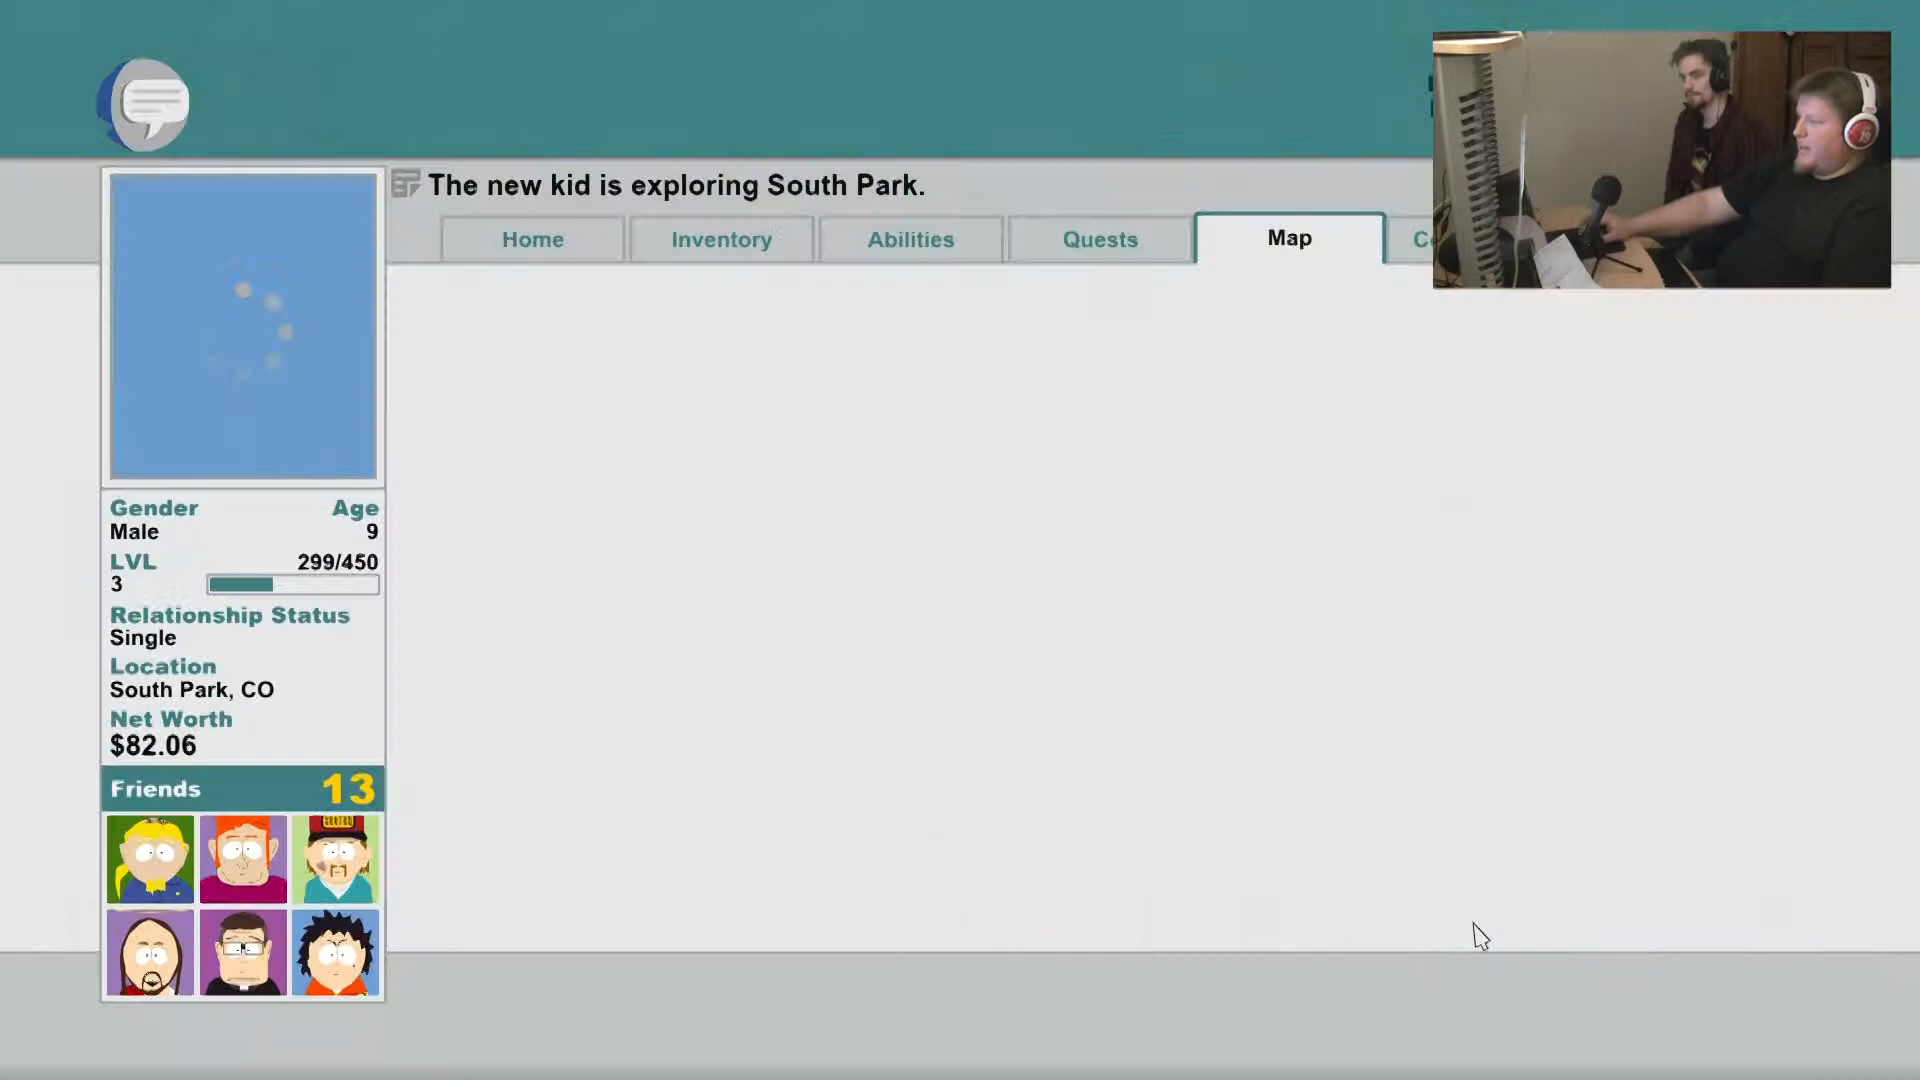 The new kid is exploring South Park.
Home
Inventory
Abilities
Quests
Map
Gender
Age
Male
9
LVL
299/450
3
Relationship Status
Single
Location
South Park, CO
Net Worth
$82.06
Friends
13